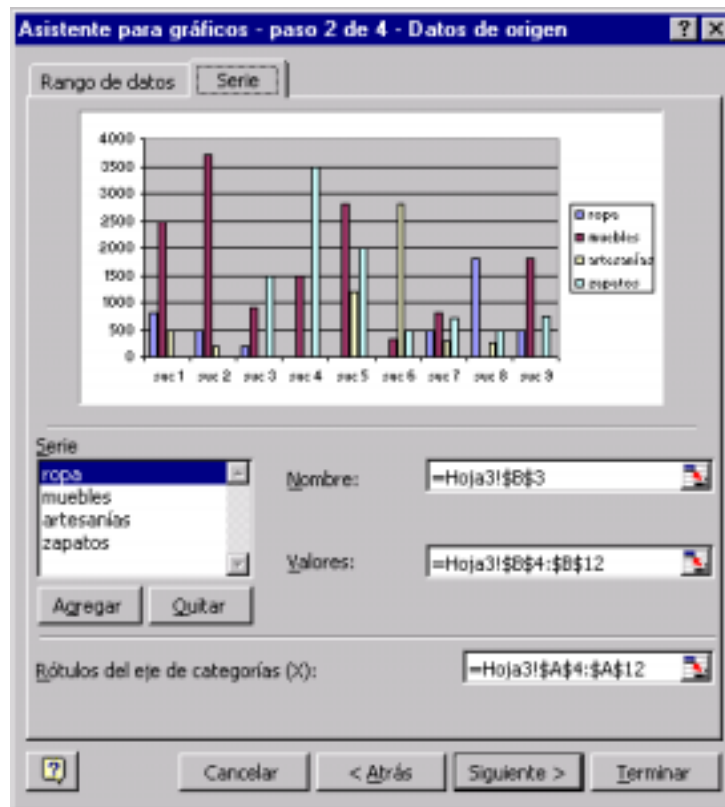 Asistente para gráficos - paso 2 de 4 - Datos de origen
Rango de datos Serie
4000
3500
3000
2500
2000
1500
1000
500
0
suc 1 suc 2 suc 3 suc 4 suc 5 suc 6 suc 7 suc 8 suc 9
ropa
muebles
artesanías
zapatos
Serie
ropa
muebles
artesanías
zapatos
Nombre: =Hoja3!$B$3
Valores: =Hoja3!$B$4:$B$12
Agregar Quitar
Rótulos del eje de categorías (X): =Hoja3!$A$4:$A$12
Cancelar < Atrás Siguiente > Terminar